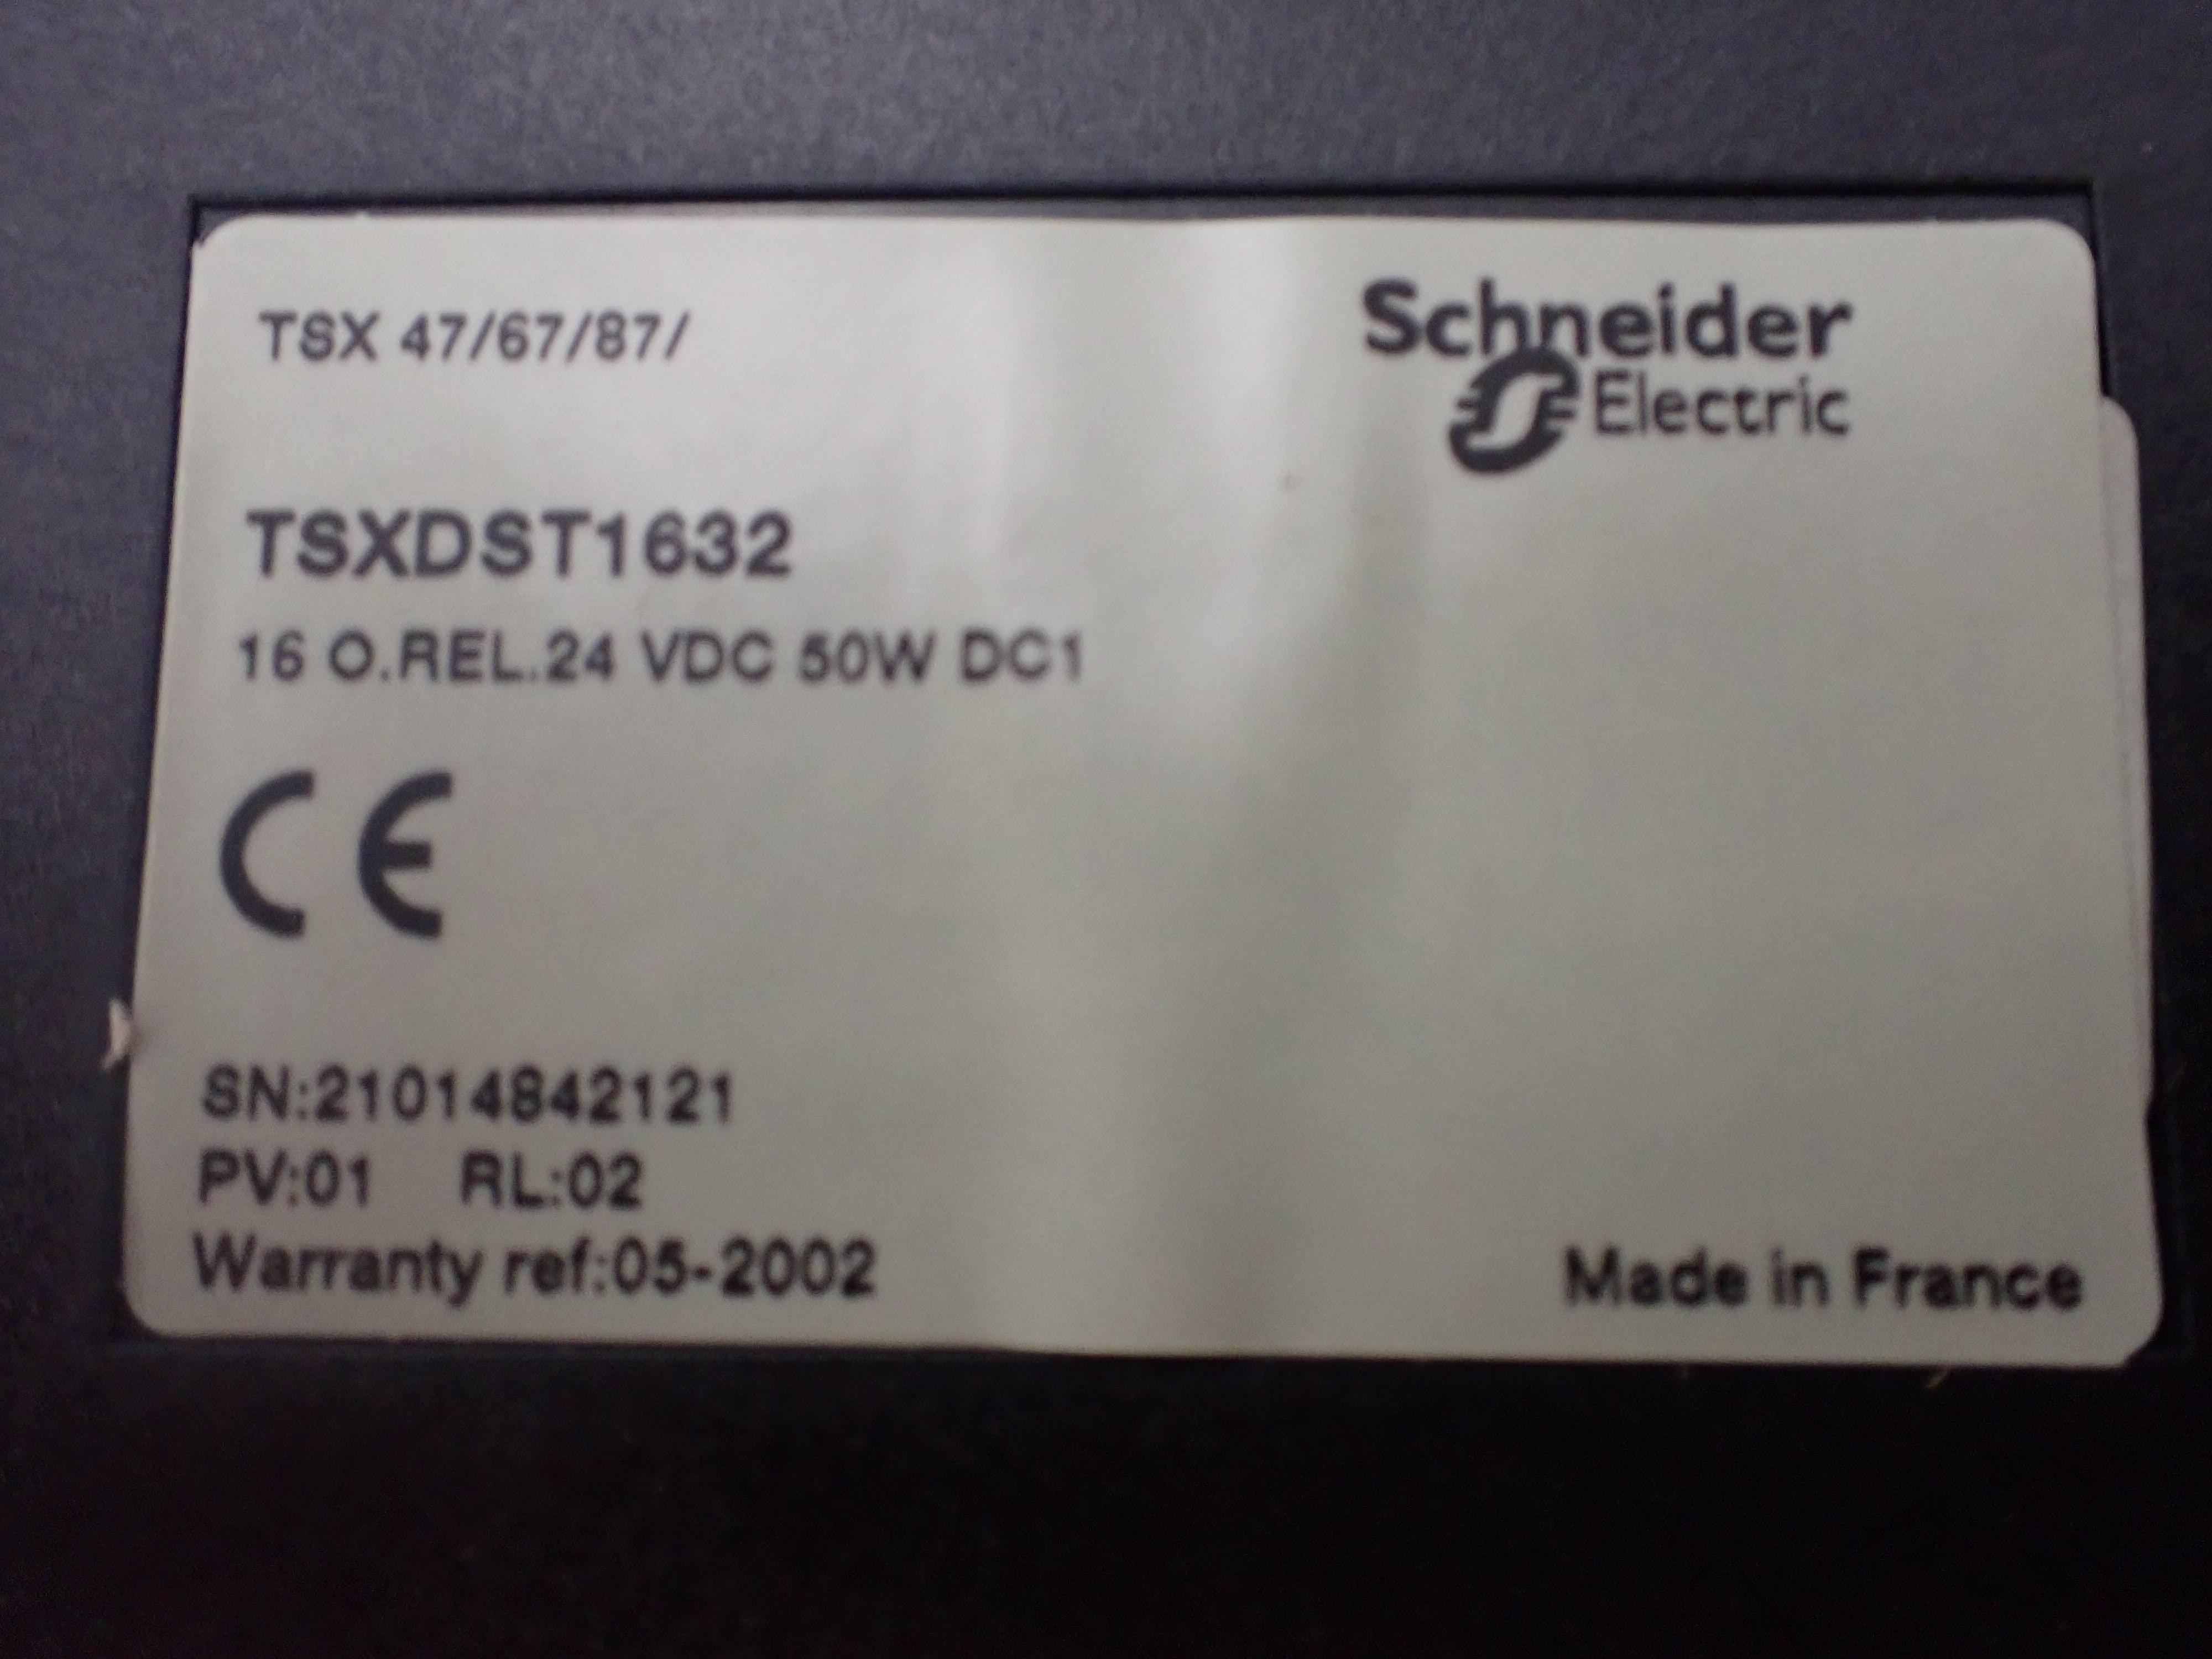 TSX 47/67/87/
Schneider
Electric
TSXDST1632
16 O.REL.24 VDC 50W DC1
CE
SN:21014842121
PV:01 RL:02
Warranty ref:05-2002
Made in France